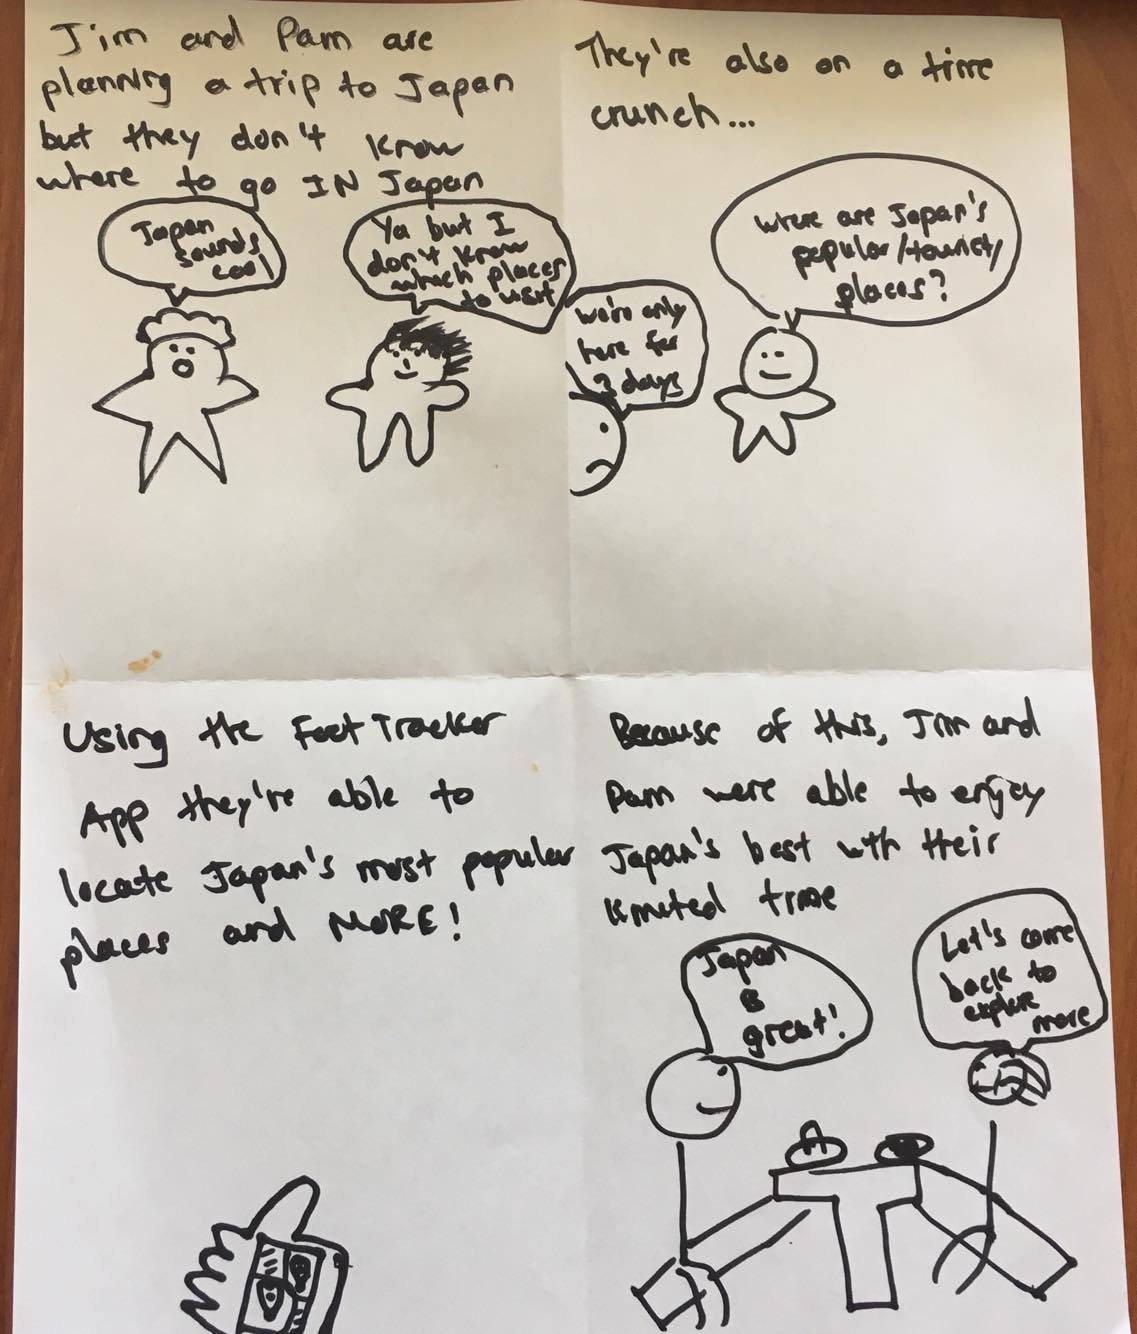 Jim and Pam are
planning a trip to Japan
but they don't know
where to go IN Japan
Japan
sounds
cool
Ya but I
don't know
which places
to visit
They're also on a time
crunch...
we're only
here for
3 days
where are Japan's
popular/touristy
places?
Using the Feet Tracker
App they're able to
locate Japan's most popular
places and MORE!
Because of this, Jim and
Pam were able to enjoy
Japan's best with their
limited time
Japan
is
great!
Let's come
back to
explore
more